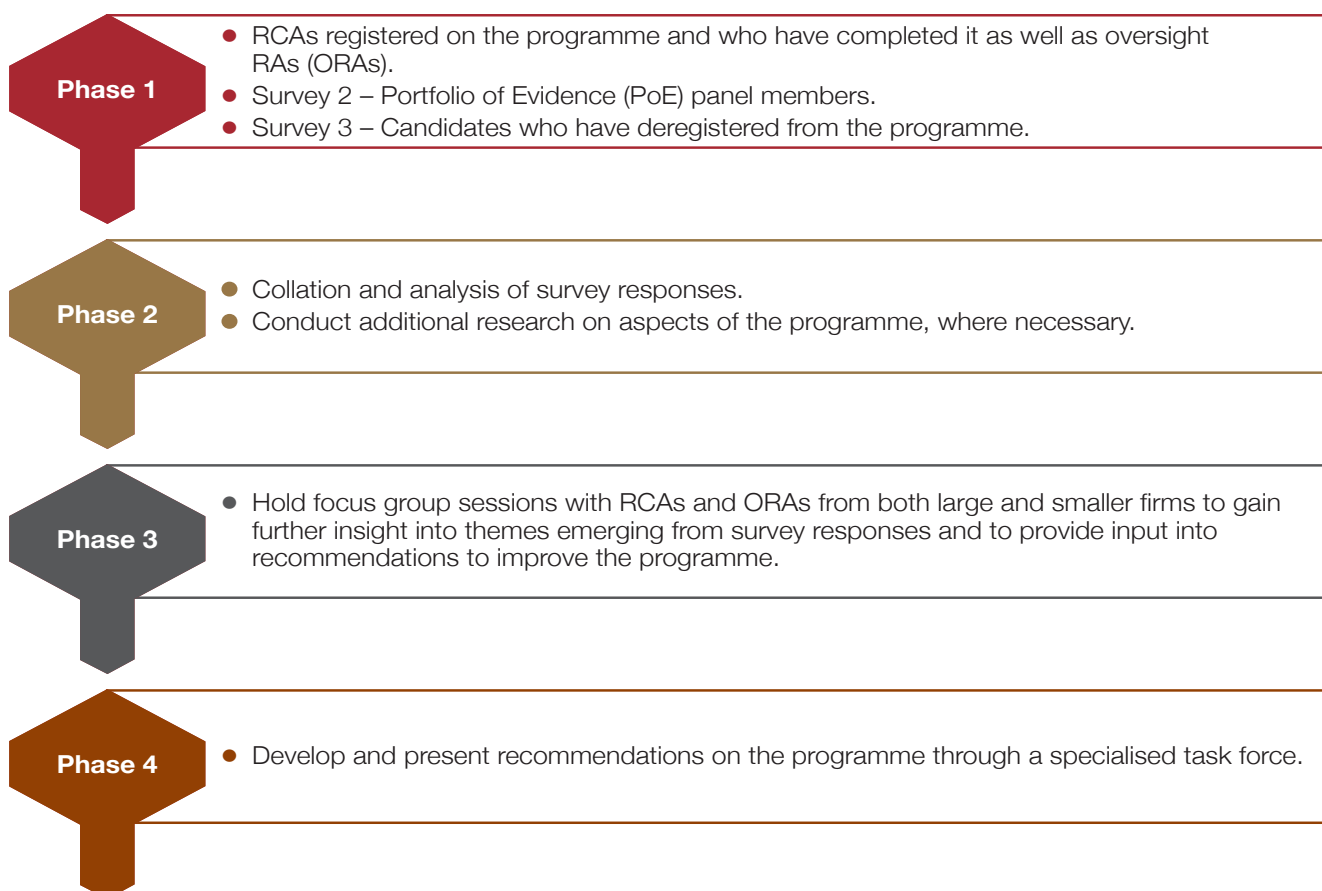 Phase 1
● RCAs registered on the programme and who have completed it as well as oversight
RAs (ORAs).
● Survey 2 – Portfolio of Evidence (PoE) panel members.
● Survey 3 – Candidates who have deregistered from the programme.
Phase 2
● Collation and analysis of survey responses.
● Conduct additional research on aspects of the programme, where necessary.
Phase 3
● Hold focus group sessions with RCAs and ORAs from both large and smaller firms to gain
further insight into themes emerging from survey responses and to provide input into
recommendations to improve the programme.
Phase 4
● Develop and present recommendations on the programme through a specialised task force.